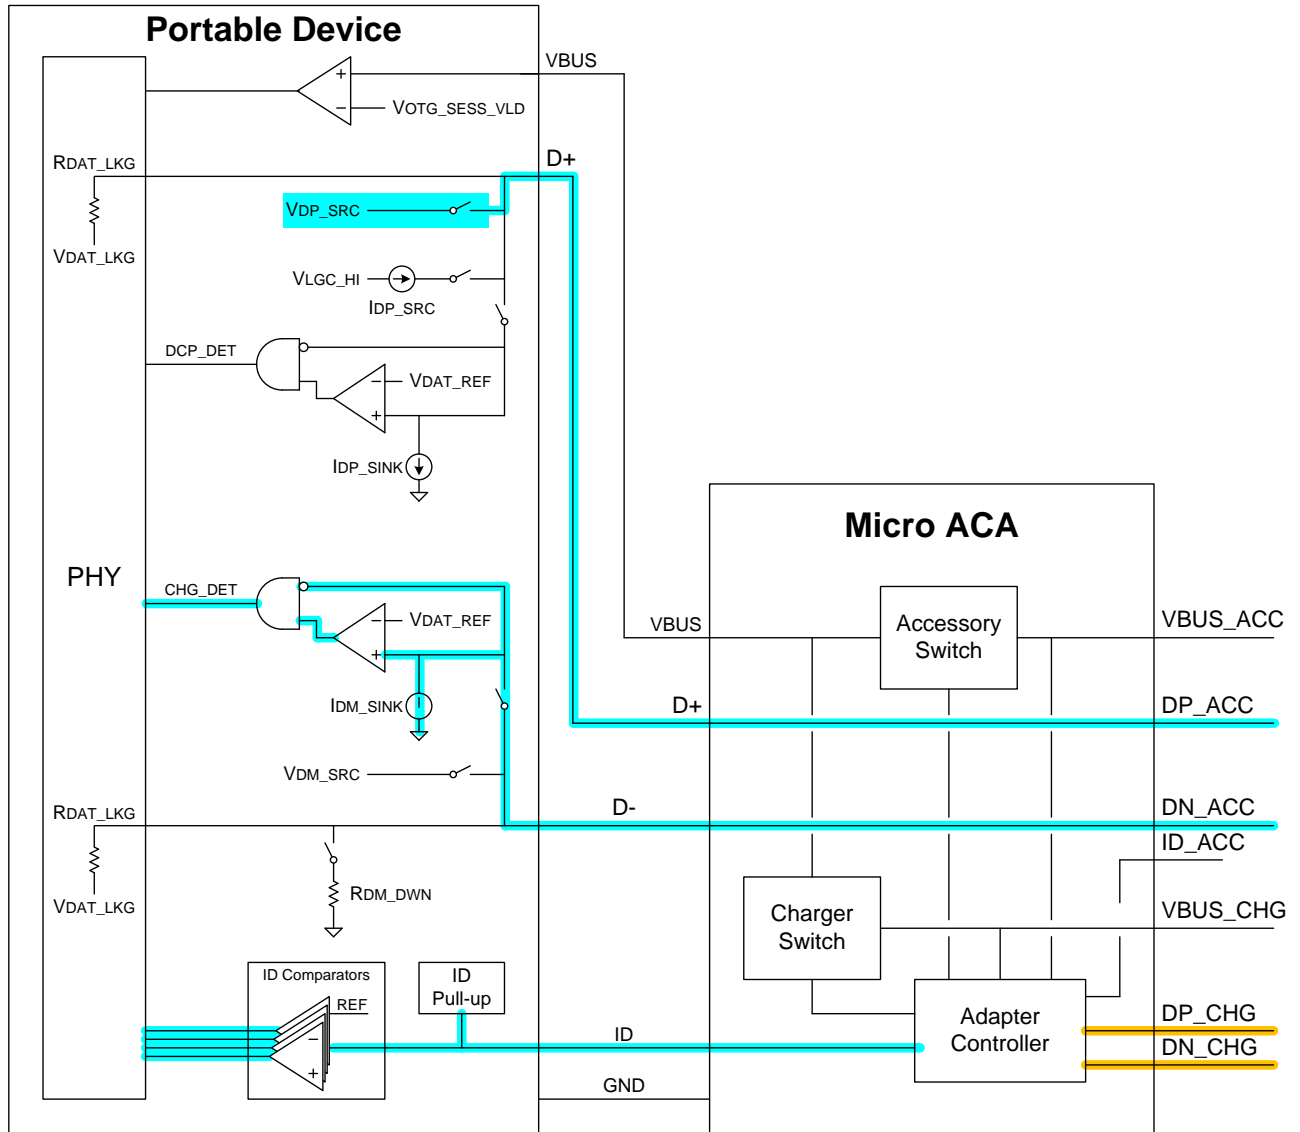 Portable Device
VBUS
VOTG_SESS_VLD
RDAT_LKG
D+
VDP_SRC
VDAT_LKG
VLGC_HI
IDP_SRC
DCP_DET
VDAT_REF
IDP_SINK
Micro ACA
PHY
CHG_DET
VDAT_REF
VBUS
Accessory
Switch
VBUS_ACC
IDM_SINK
D+
DP_ACC
VDM_SRC
RDAT_LKG
D-
DN_ACC
ID_ACC
RDM_DWN
VDAT_LKG
Charger
Switch
VBUS_CHG
ID Comparators
REF
ID
Pull-up
ID
Adapter
Controller
DP_CHG
DN_CHG
GND